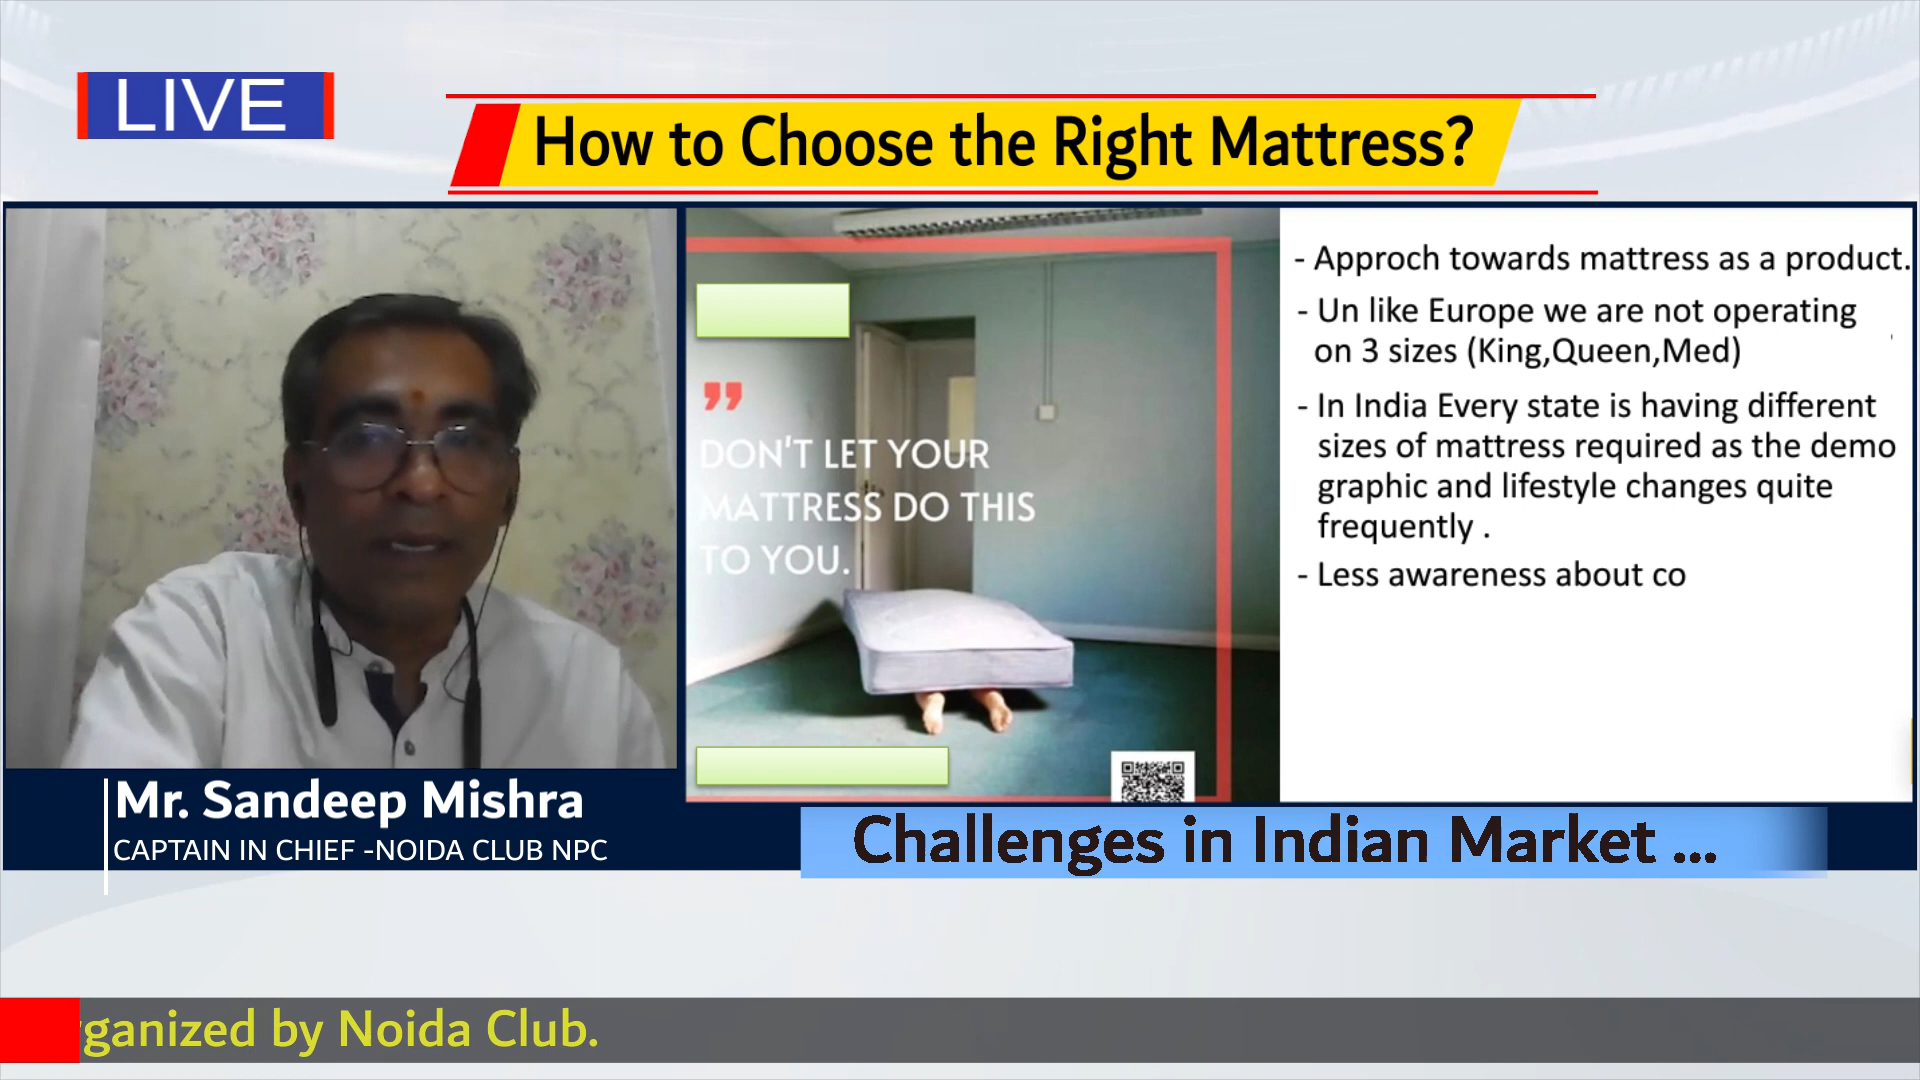 LIVE
How to Choose the Right Mattress?
”
DON'T LET YOUR
MATTRESS DO THIS
TO YOU.
- Approch towards mattress as a product.
- Un like Europe we are not operating
on 3 sizes (King,Queen,Med)
- In India Every state is having different
sizes of mattress required as the demo
graphic and lifestyle changes quite
frequently .
- Less awareness about co
Mr. Sandeep Mishra
CAPTAIN IN CHIEF -NOIDA CLUB NPC
Challenges in Indian Market ...
rganized by Noida Club.